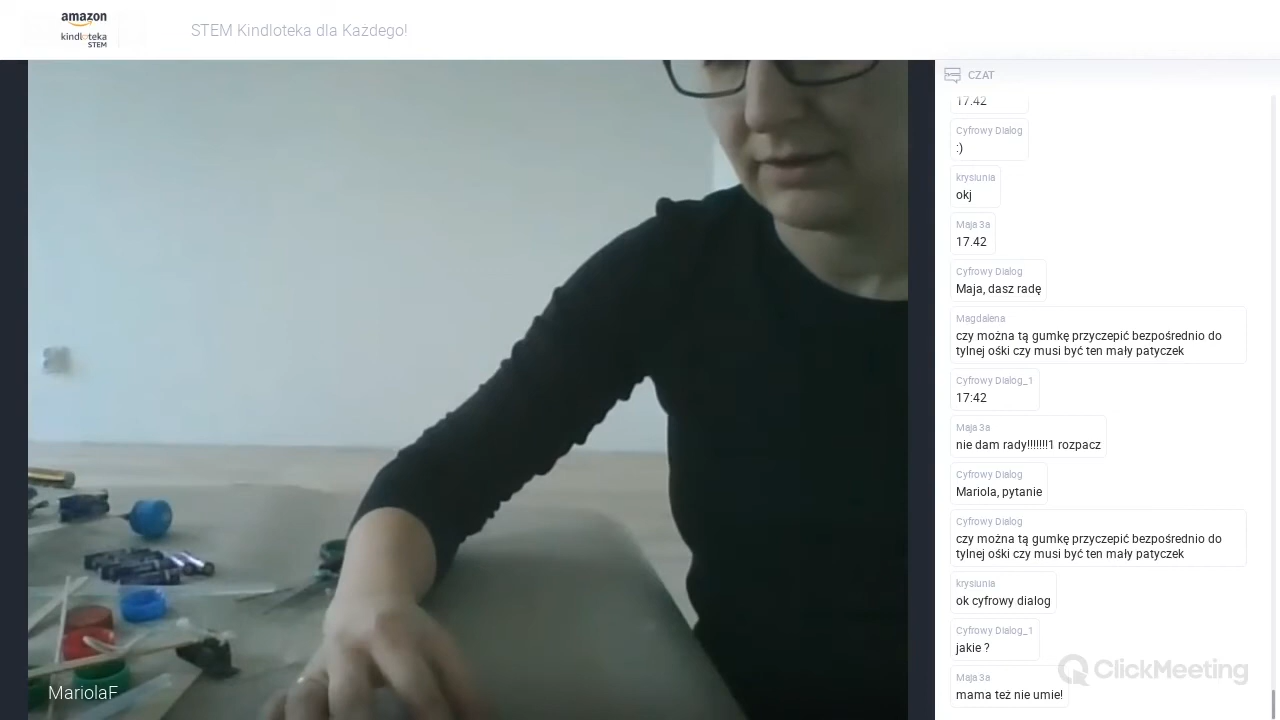 amazon
kindloteka
STEM
STEM Kindloteka dla Każdego!
CZAT
17.42
Cyfrowy Dialog
:)
krysiunia
okj
Maja 3a
17.42
Cyfrowy Dialog
Maja, dasz radę
Magdalena
czy można tą gumkę przyczepić bezpośrednio do
tylnej ośki czy musi być ten mały patyczek
Cyfrowy Dialog_1
17:42
Maja 3a
nie dam rady!!!!!!!1 rozpacz
Cyfrowy Dialog
Mariola, pytanie
Cyfrowy Dialog
czy można tą gumkę przyczepić bezpośrednio do
tylnej ośki czy musi być ten mały patyczek
krysiunia
ok cyfrowy dialog
Cyfrowy Dialog_1
jakie ?
Maja 3a
mama też nie umie!
ClickMeeting
MariolaF